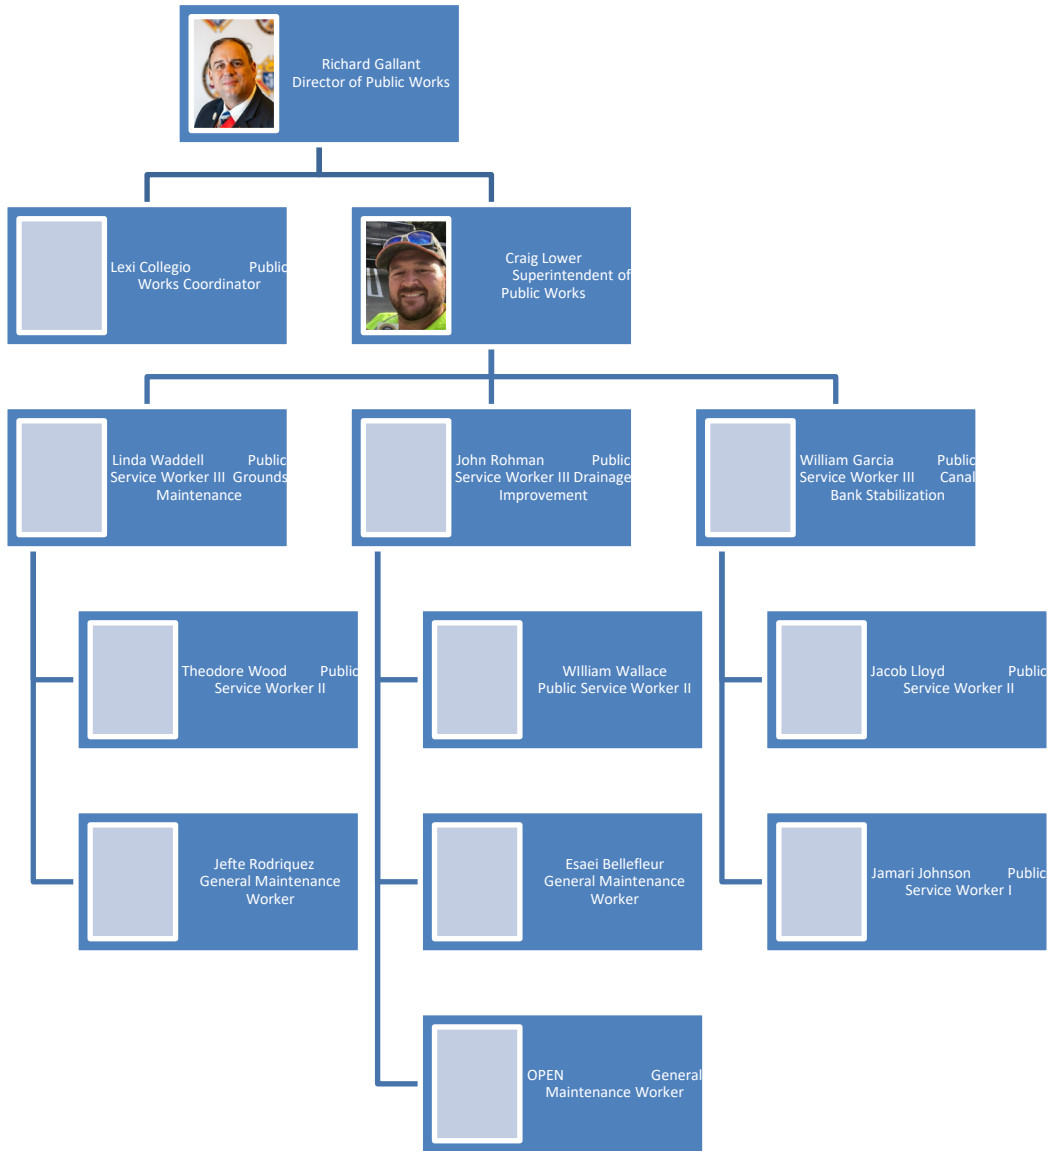 Richard Gallant
Director of Public Works
Lexi Collegio Public
Works Coordinator
Craig Lower
Superintendent of
Public Works
Linda Waddell Public
Service Worker III Grounds
Maintenance
John Rohman Public
Service Worker III Drainage
Improvement
William Garcia Public
Service Worker III Canal
Bank Stabilization
Theodore Wood Public
Service Worker II
WIlliam Wallace
Public Service Worker II
Jacob Lloyd Public
Service Worker II
Jefte Rodriquez
General Maintenance
Worker
Esaei Bellefleur
General Maintenance
Worker
Jamari Johnson Public
Service Worker I
OPEN General
Maintenance Worker